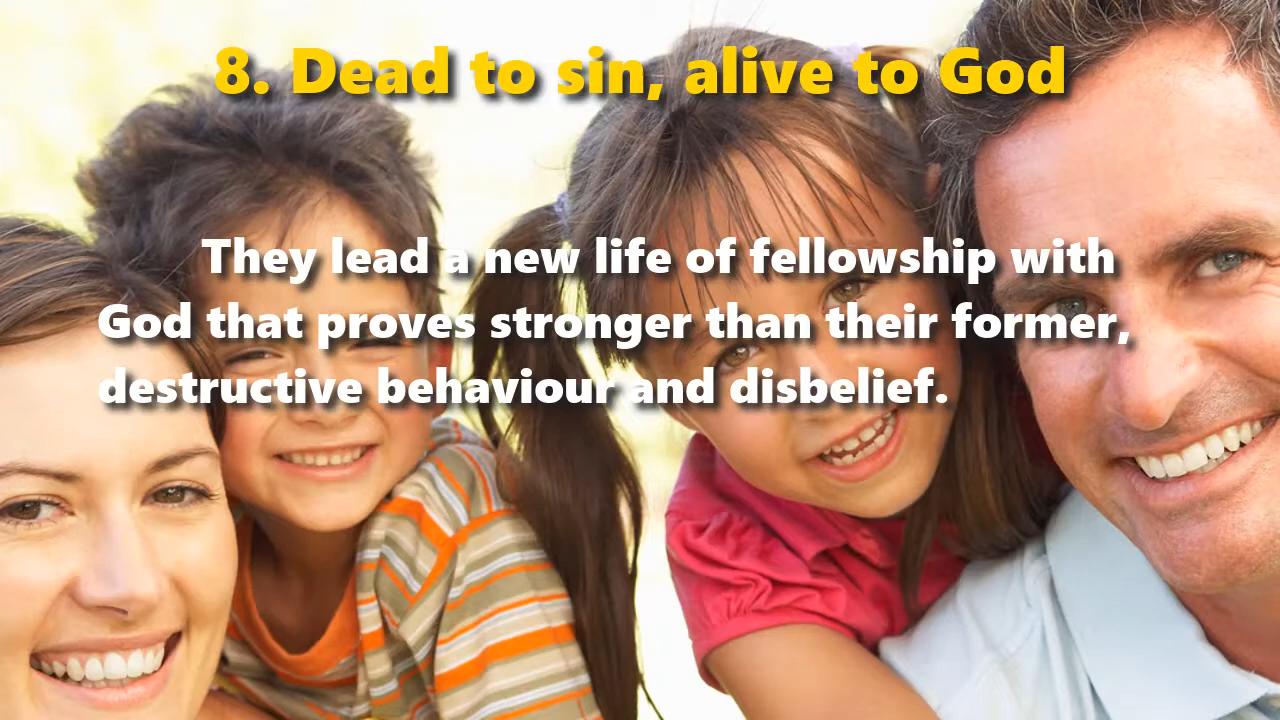 8. Dead to sin, alive to God
They lead a new life of fellowship with
God that proves stronger than their former,
destructive behaviour and disbelief.